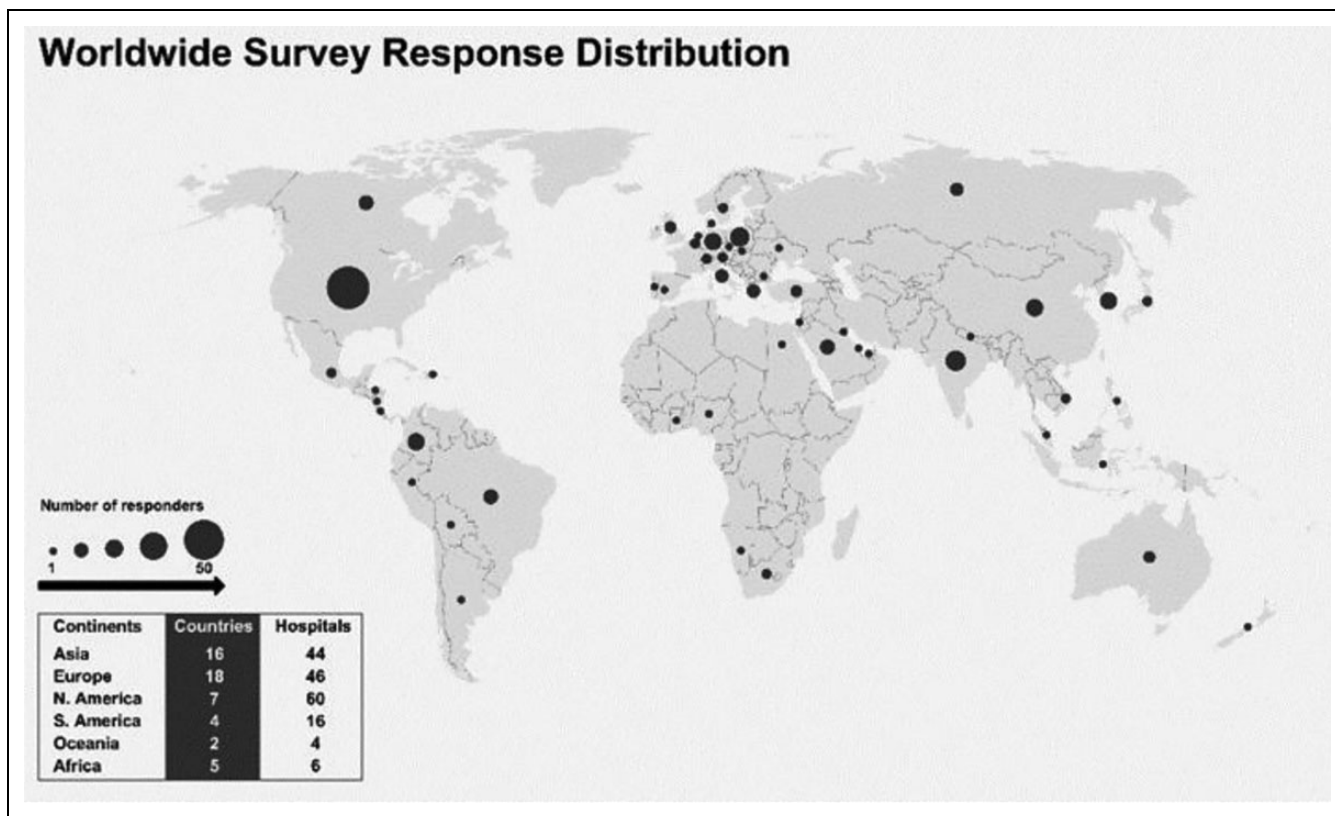 Worldwide Survey Response Distribution
Number of responders
1 50
Continents Countries Hospitals
Asia 16 44
Europe 18 46
N. America 7 60
S. America 4 16
Oceania 2 4
Africa 5 6